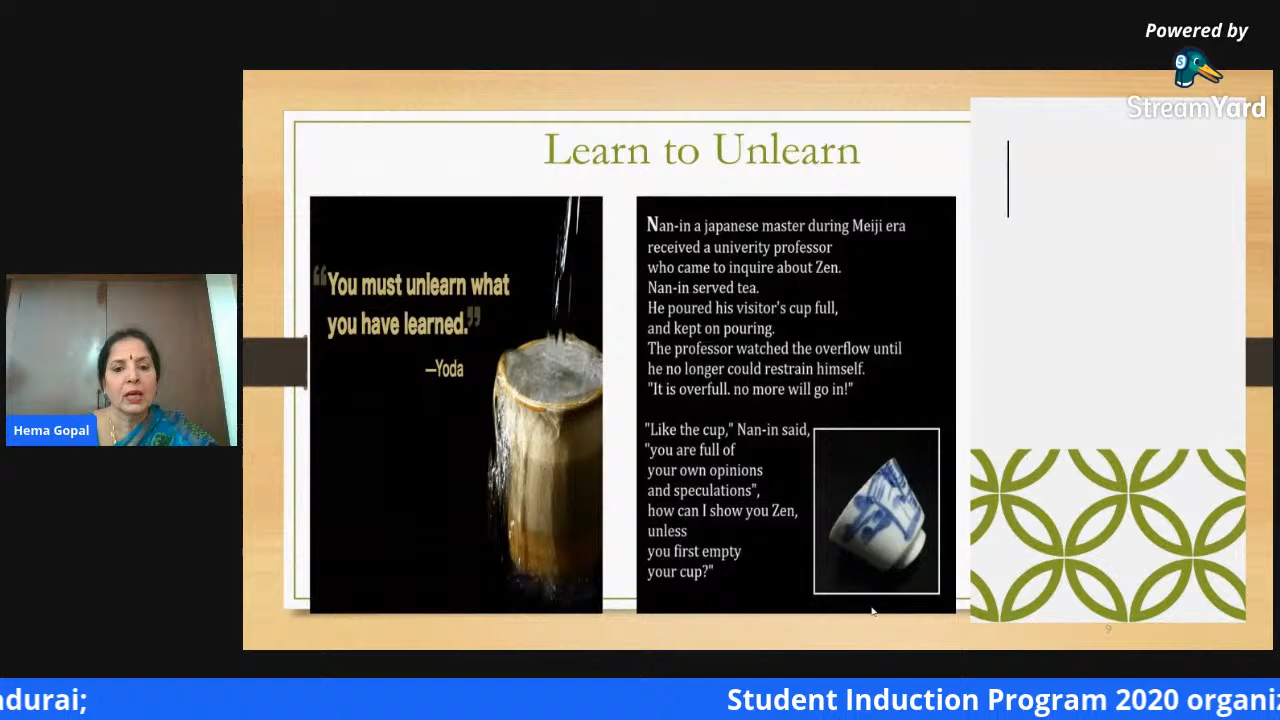 Powered by
StreamYard
Learn to Unlearn
“You must unlearn what
you have learned.”
—Yoda
Nan-in a japanese master during Meiji era
received a univerity professor
who came to inquire about Zen.
Nan-in served tea.
He poured his visitor's cup full,
and kept on pouring.
The professor watched the overflow until
he no longer could restrain himself.
"It is overfull. no more will go in!"
"Like the cup," Nan-in said,
"you are full of
your own opinions
and speculations",
how can I show you Zen,
unless
you first empty
your cup?"
9
Hema Gopal
adurai;
Student Induction Program 2020 organiz